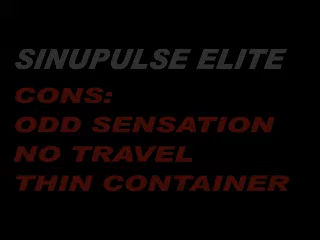 SINUPULSE ELITE
CONS:
ODD SENSATION
NO TRAVEL
THIN CONTAINER